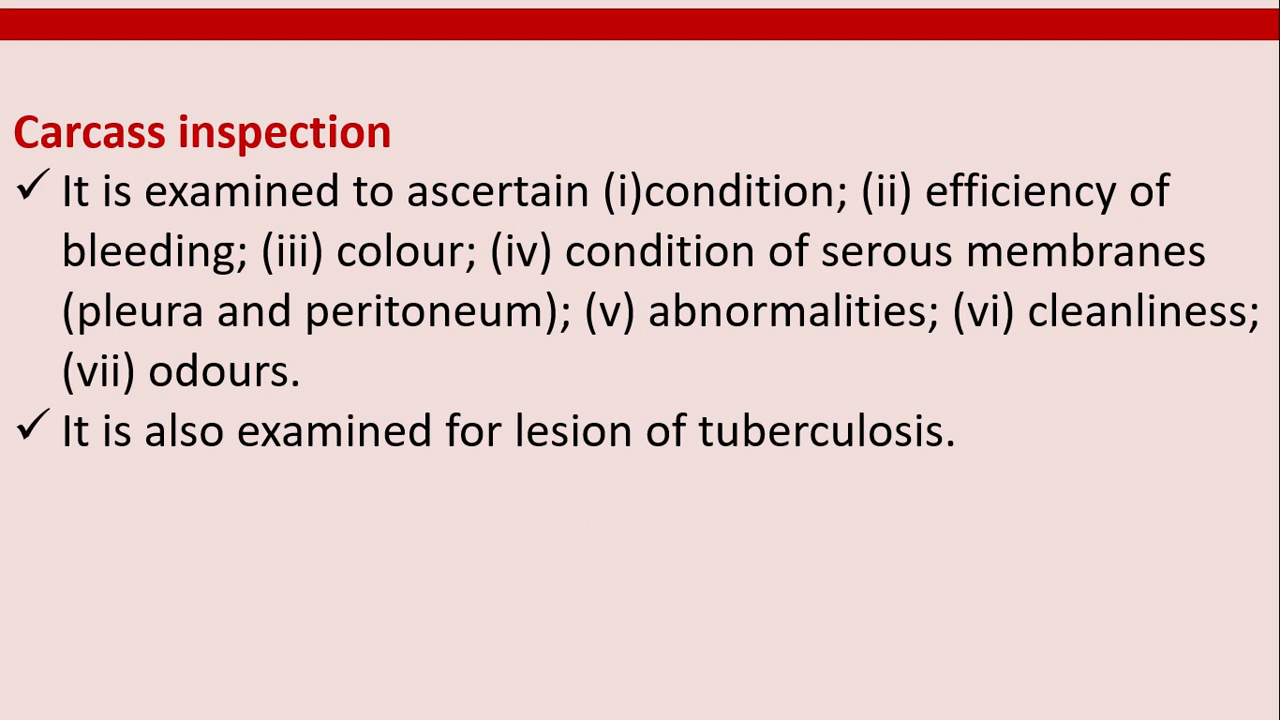 Carcass inspection
✓ It is examined to ascertain (i)condition; (ii) efficiency of
bleeding; (iii) colour; (iv) condition of serous membranes
(pleura and peritoneum); (v) abnormalities; (vi) cleanliness;
(vii) odours.
✓ It is also examined for lesion of tuberculosis.